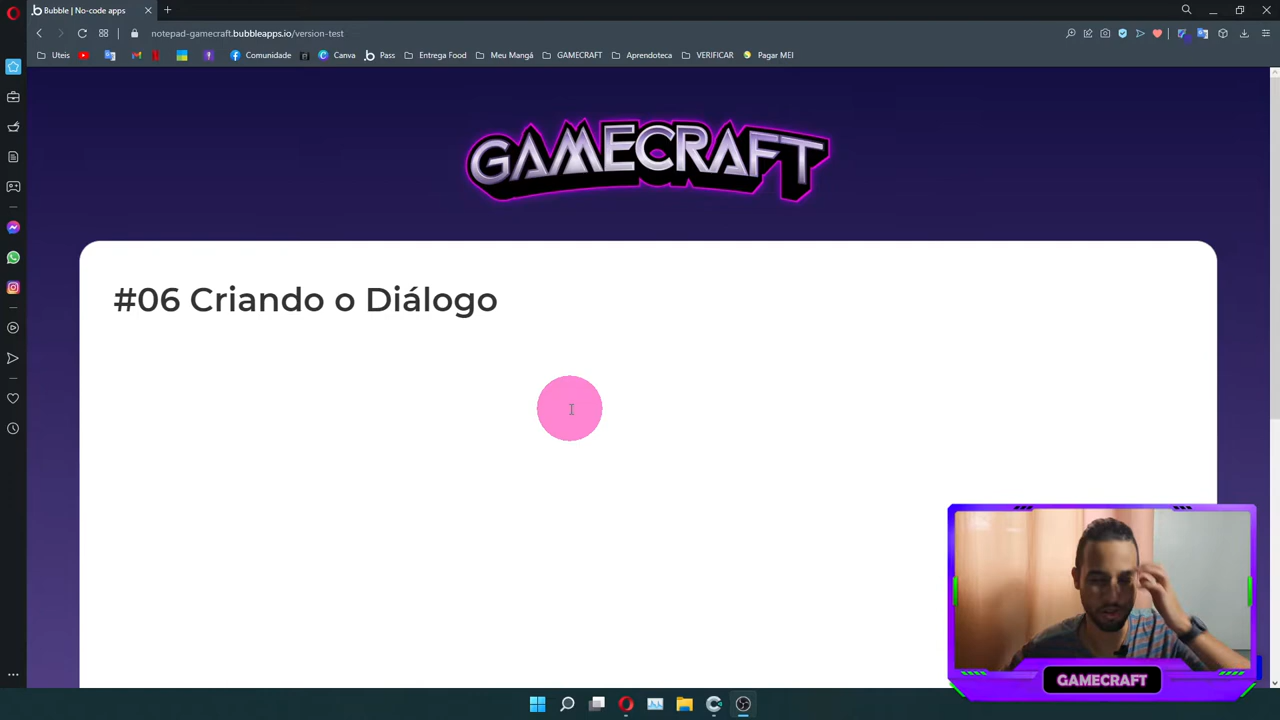 Bubble | No-code apps
notepad-gamecraft.bubbleapps.io/version-test
Uteis
Comunidade
Canva
Pass
Entrega Food
Meu Mangá
GAMECRAFT
Aprendoteca
VERIFICAR
Pagar MEI
GAMECRAFT
#06 Criando o Diálogo
GAMECRAFT